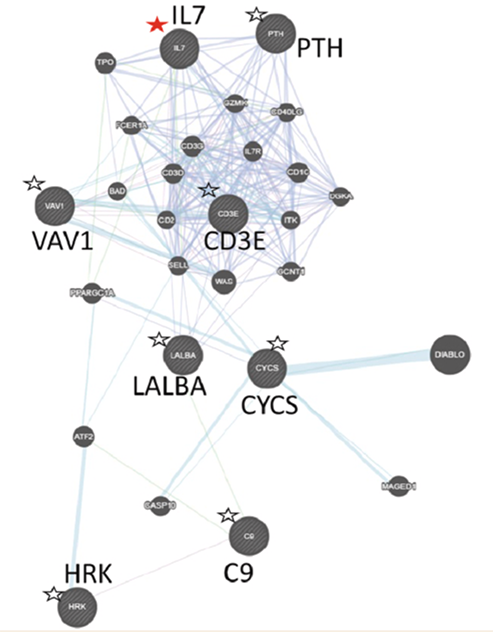 IL7
IL7
PTH
PTH
TPO
GZMK
CD40LG
FCER1A
CD3G
IL7R
CD3D
CD1C
BAD
VAV1
VAV1
CD3E
CD3E
CD2
ITK
SELL
WAS
GCNT1
PPARGC1A
LALBA
LALBA
CYCS
CYCS
DIABLO
ATF2
MAGED1
CASP10
C9
C9
HRK
HRK